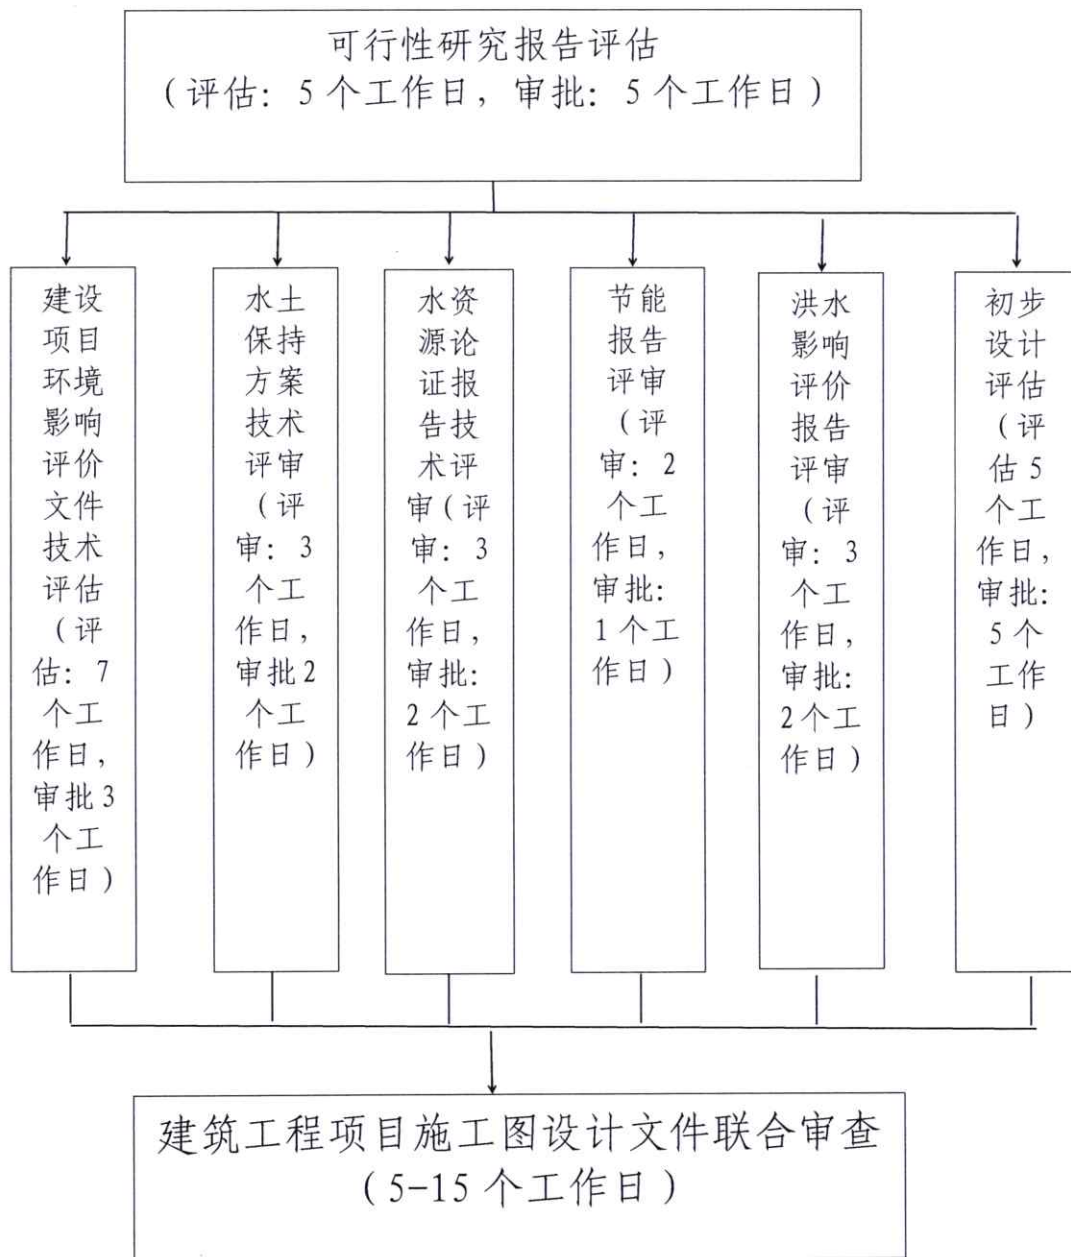 可行性研究报告评估
(评估: 5个工作日, 审批: 5个工作日)
建设
项目
环境
影响
评价
文件
技术
评估
(评
估: 7
个工
作日,
审批3
个工
作日)
水土
保持
方案
技术
评审
(评
审: 3
个工
作日,
审批2
个工
作日)
水资
源论
证报
告技
术评
审(评
审: 3
个工
作日,
审批:
2个工
作日)
节能
报告
评审
(评
审: 2
个工
作日,
审批:
1个工
作日)
洪水
影响
评价
报告
评审
(评
审: 3
个工
作日,
审批:
2个工
作日)
初步
设计
评估
(评
估5
个工
作日,
审批:
5个
工作
日)
建筑工程项目施工图设计文件联合审查
(5-15个工作日)